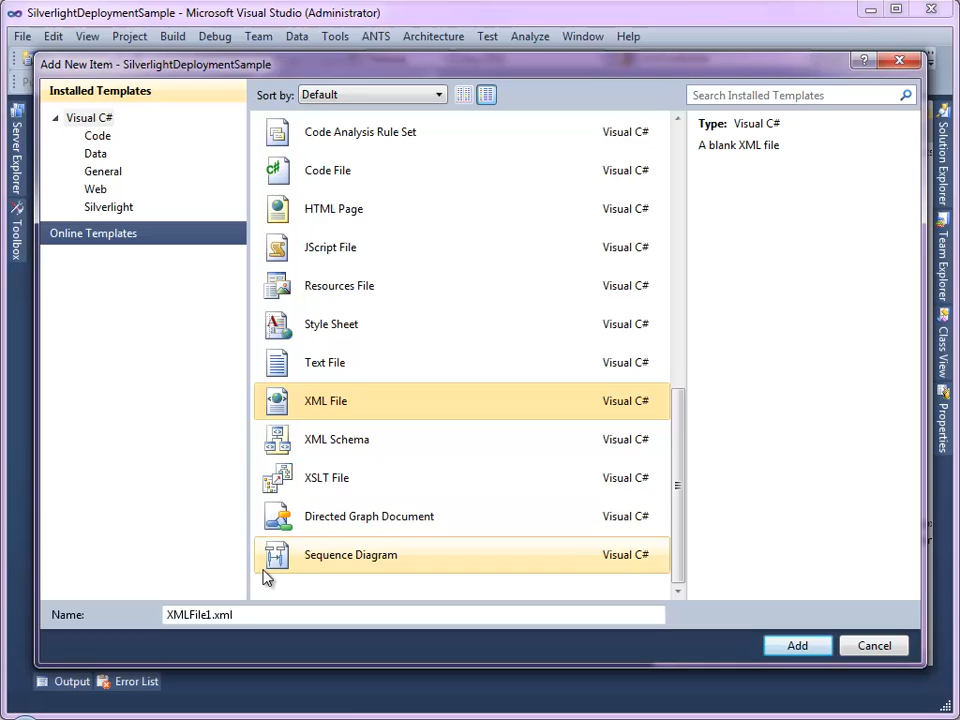 SilverlightDeploymentSample - Microsoft Visual Studio (Administrator)
File Edit View Project Build Debug Team Data Tools ANTS Architecture Test Analyze Window Help
Add New Item - SilverlightDeploymentSample
Installed Templates
Sort by: Default
Search Installed Templates
Visual C#
Code
Data
General
Web
Silverlight
Online Templates
Code Analysis Rule Set Visual C#
Code File Visual C#
HTML Page Visual C#
JScript File Visual C#
Resources File Visual C#
Style Sheet Visual C#
Text File Visual C#
XML File Visual C#
XML Schema Visual C#
XSLT File Visual C#
Directed Graph Document Visual C#
Sequence Diagram Visual C#
Type: Visual C#
A blank XML file
Name: XMLFile1.xml
Add Cancel
Server Explorer
Toolbox
Solution Explorer
Team Explorer
Class View
Properties
Output Error List